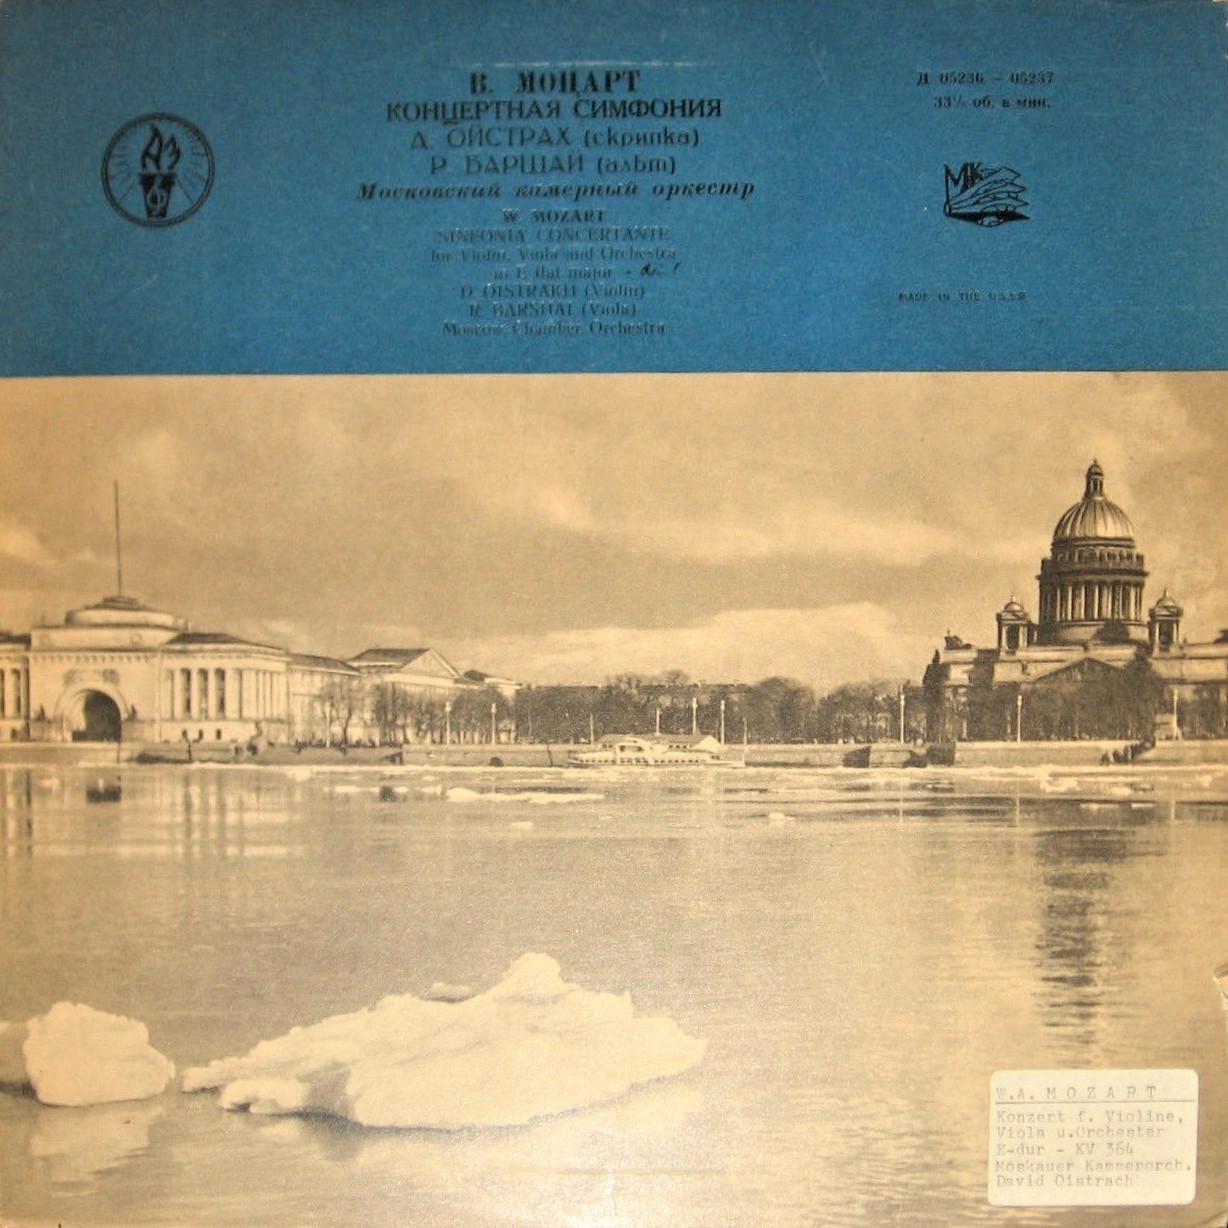 В. МОЦАРТ
КОНЦЕРТНАЯ СИМФОНИЯ
Д. ОЙСТРАХ (скрипка)
Р. БАРШАЙ (альт)
Московский камерный оркестр
W. MOZART
SINFONIA CONCERTANTE
for Violin, Viola and Orchestra
in E flat major -
D. OISTRAKH (Violin)
R. BARSHAI (Viola)
Moscow Chamber Orchestra
Д 05236 - 05237
33⅓ об. в мин.
МК
MADE IN THE U.S.S.R
W.A. MOZART
Konzert f. Violine,
Viola u.Orchester
E-dur - KV 364
Moskauer Kammerorch.
David Oistrach